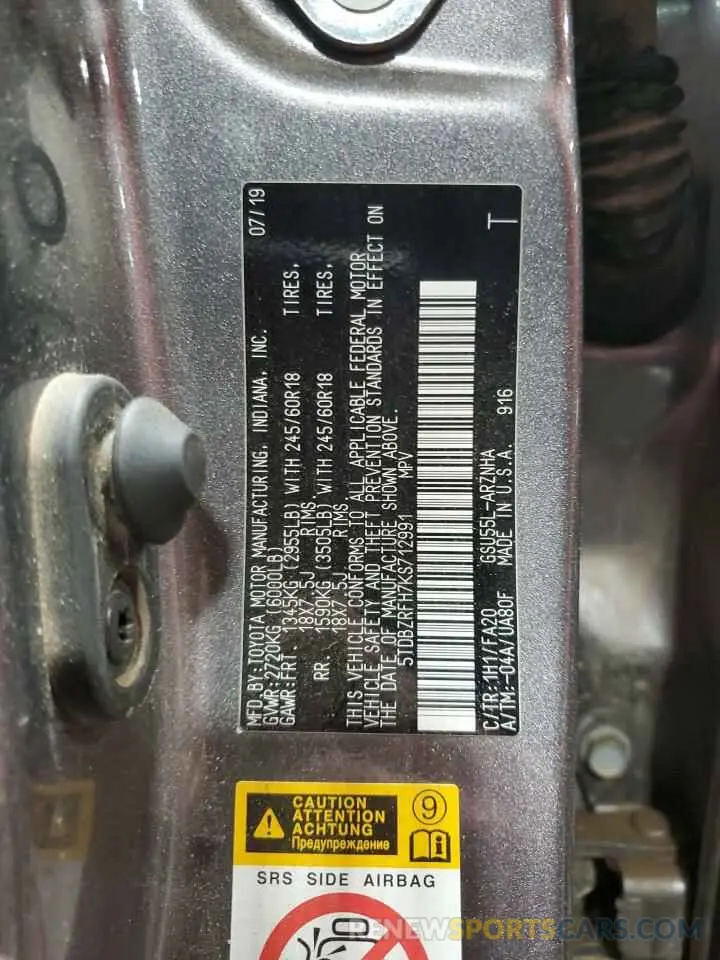 MFD.BY:TOYOTA MOTOR MANUFACTURING, INDIANA, INC. 07/19
GVWR:2720KG (6000LB)
GAWR:FRT. 1345KG (2955LB) WITH 245/60R18 TIRES,
18X7.5J RIMS
RR. 1590KG (3505LB) WITH 245/60R18 TIRES,
18X7.5J RIMS
THIS VEHICLE CONFORMS TO ALL APPLICABLE FEDERAL MOTOR
VEHICLE SAFETY AND THEFT PREVENTION STANDARDS IN EFFECT ON
THE DATE OF MANUFACTURE SHOWN ABOVE.
5TDBZRFH7KS712991 MPV
C/TR:1H1/FA20 GSU55L-ARZNHA
A/TM:-04A/UA80F MADE IN U.S.A. 916 T
CAUTION
ATTENTION
ACHTUNG
Предупреждение
9
SRS SIDE AIRBAG
RENEWSPORTSCARS.COM